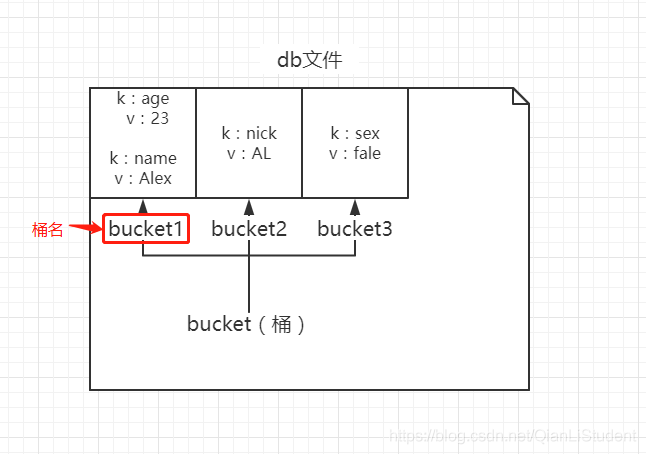 db文件
k : age
v : 23
k : name
v : Alex
k : nick
v : AL
k : sex
v : fale
桶名
bucket1
bucket2
bucket3
bucket（桶）
https://blog.csdn.net/QianLiStudent